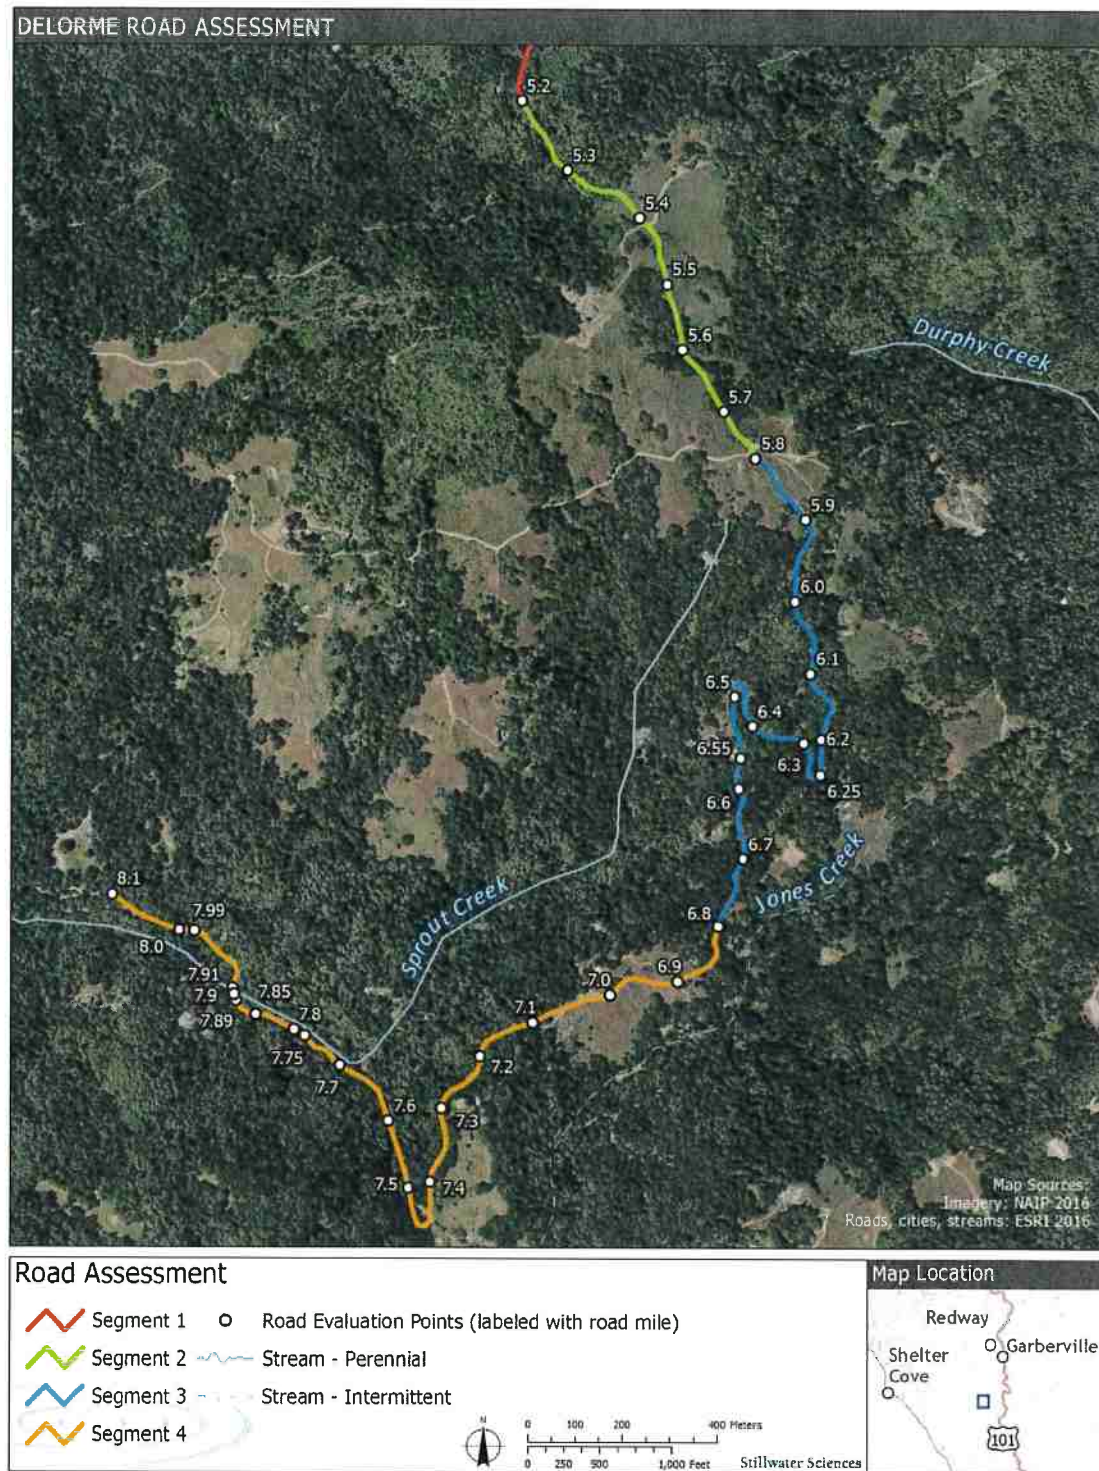 DELORME ROAD ASSESSMENT
5.2
5.3
5.4
5.5
5.6
Durphy Creek
5.7
5.8
5.9
6.0
6.1
6.5
6.4
6.2
6.55
6.3
6.25
6.6
6.7
Jones Creek
8.1
Sprout Creek
6.8
7.99
8.0
6.9
7.91
7.0
7.9
7.85
7.89
7.8
7.1
7.75
7.2
7.7
7.6
7.3
7.5
7.4
Map Sources:
Imagery: NAIP 2016
Roads, cities, streams: ESRI 2016
Road Assessment
Segment 1
Road Evaluation Points (labeled with road mile)
Segment 2
Stream - Perennial
Segment 3
Stream - Intermittent
Segment 4
N
0 100 200 400 Meters
0 250 500 1,000 Feet
Stillwater Sciences
Map Location
Redway
Garberville
Shelter
Cove
101